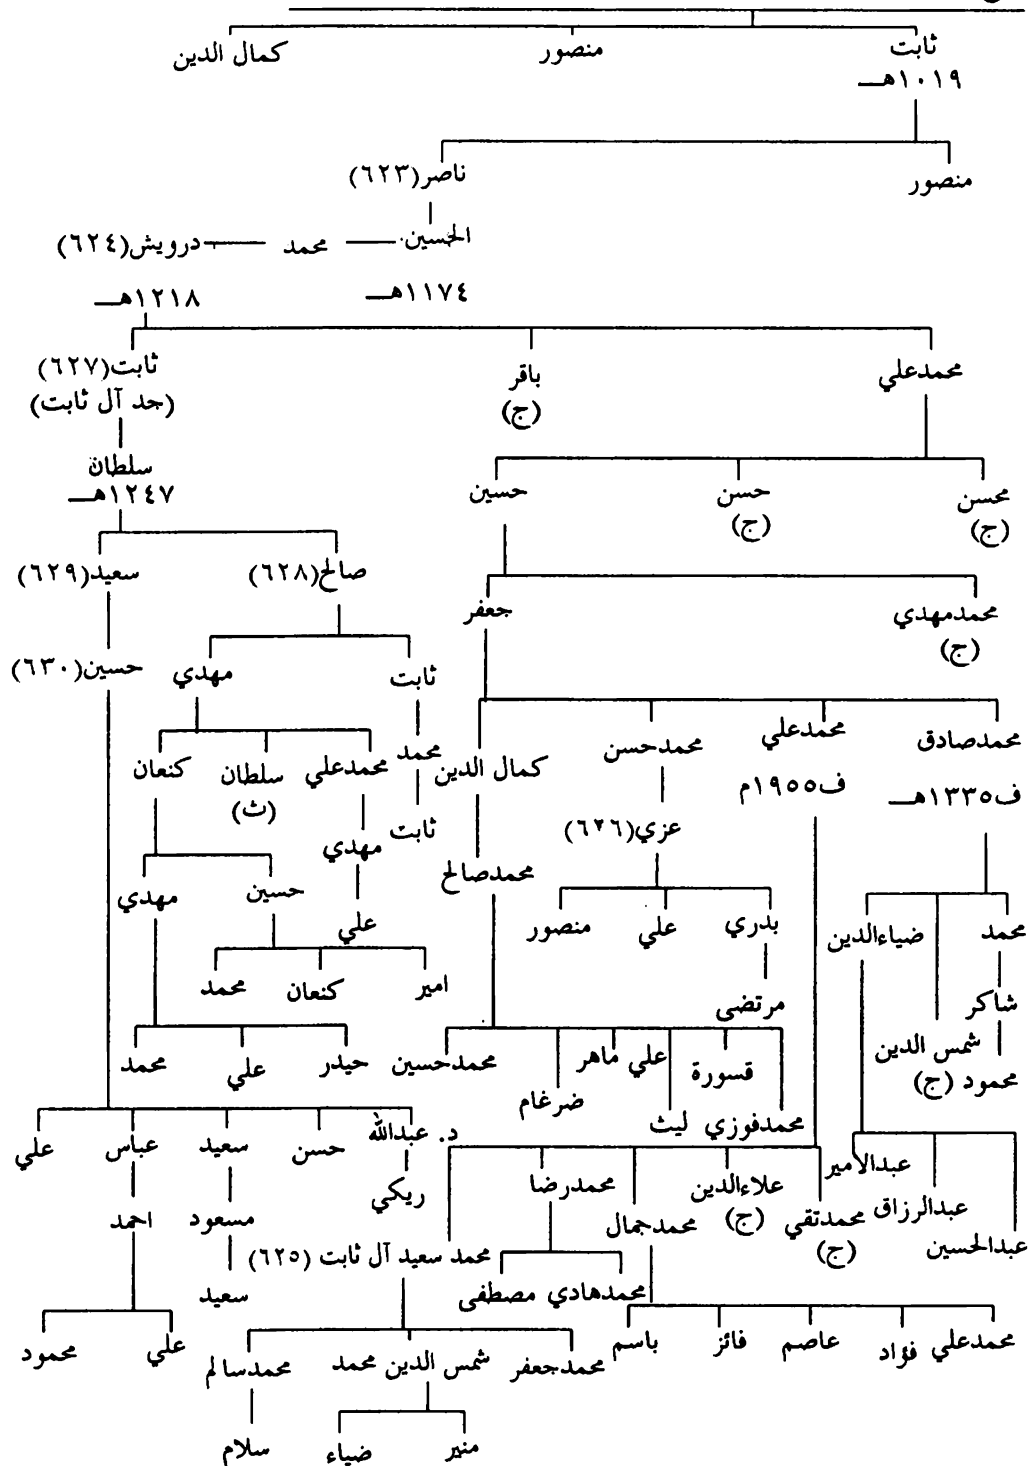 ثابت منصور كمال الدين
١٠١٩هـ
منصور ناصر(٦٢٣)
الحسين محمد درويش(٦٢٤)
١١٧٤هـ ١٢١٨هـ
محمدعلي باقر ثابت(٦٢٧)
(ج) (جد آل ثابت)
سلطان
محسن حسن حسين ١٢٤٧هـ
(ج) (ج)
صالح(٦٢٨) سعيد(٦٢٩)
محمدمهدي جعفر
(ج)
ثابت مهدي حسين(٦٣٠)
محمدصادق محمدعلي محمدحسن كمال الدين محمد محمدعلي سلطان كنعان
ف١٣٣٥هـ ف١٩٥٥م (ث)
عزي(٦٢٦) ثابت مهدي
محمدصالح حسين مهدي
محمد ضياءالدين بدري علي منصور علي
شاكر مرتضى امير كنعان محمد
شمس الدين
محمود (ج)
قسورة علي ماهر محمدحسين حيدر علي محمد
ضرغام
محمدفوزي ليث
د. عبدالله حسن سعيد عباس علي
عبدالامير علاءالدين محمدرضا ريكي
(ج)
عبدالرزاق محمدتقي محمدجمال مسعود احمد
عبدالحسين (ج) محمد سعيد آل ثابت (٦٢٥)
محمدهادي مصطفى سعيد
محمدعلي فؤاد عاصم فائز باسم محمدجعفر شمس الدين محمد محمدسالم علي محمود
منير ضياء سلام